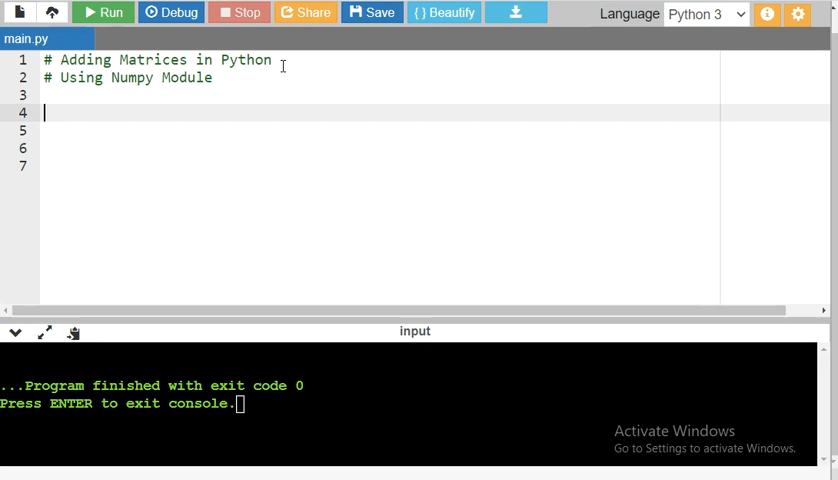 Run Debug Stop Share Save { } Beautify Language Python 3
main.py
1 # Adding Matrices in Python
2 # Using Numpy Module
3
4
5
6
7
input
...Program finished with exit code 0
Press ENTER to exit console.
Activate Windows
Go to Settings to activate Windows.